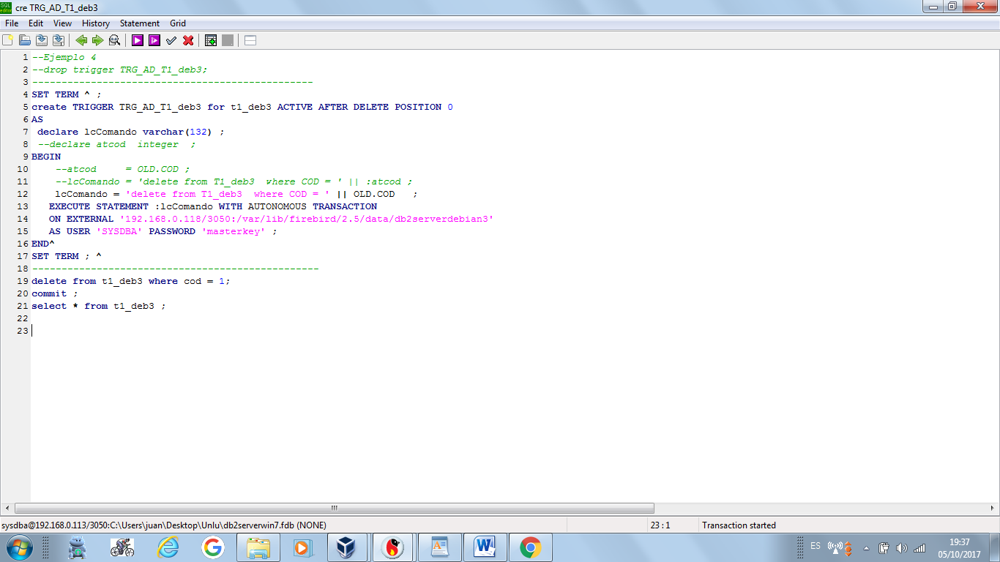 SQL
editor
cre TRG_AD_T1_deb3
File Edit View History Statement Grid
1 --Ejemplo 4
2 --drop trigger TRG_AD_T1_deb3;
3 ------------------------------------------------
4 SET TERM ^ ;
5 create TRIGGER TRG_AD_T1_deb3 for t1_deb3 ACTIVE AFTER DELETE POSITION 0
6 AS
7  declare lcComando varchar(132) ;
8  --declare atcod  integer  ;
9 BEGIN
10     --atcod     = OLD.COD ;
11     --lcComando = 'delete from T1_deb3  where COD = ' || :atcod ;
12     lcComando = 'delete from T1_deb3  where COD = ' || OLD.COD   ;
13    EXECUTE STATEMENT :lcComando WITH AUTONOMOUS TRANSACTION
14    ON EXTERNAL '192.168.0.118/3050:/var/lib/firebird/2.5/data/db2serverdebian3'
15    AS USER 'SYSDBA' PASSWORD 'masterkey' ;
16 END^
17 SET TERM ; ^
18 -------------------------------------------------
19 delete from t1_deb3 where cod = 1;
20 commit ;
21 select * from t1_deb3 ;
22
23
sysdba@192.168.0.113/3050:C:\Users\juan\Desktop\Unlu\db2serverwin7.fdb (NONE) 23 : 1 Transaction started
ES 19:37
05/10/2017